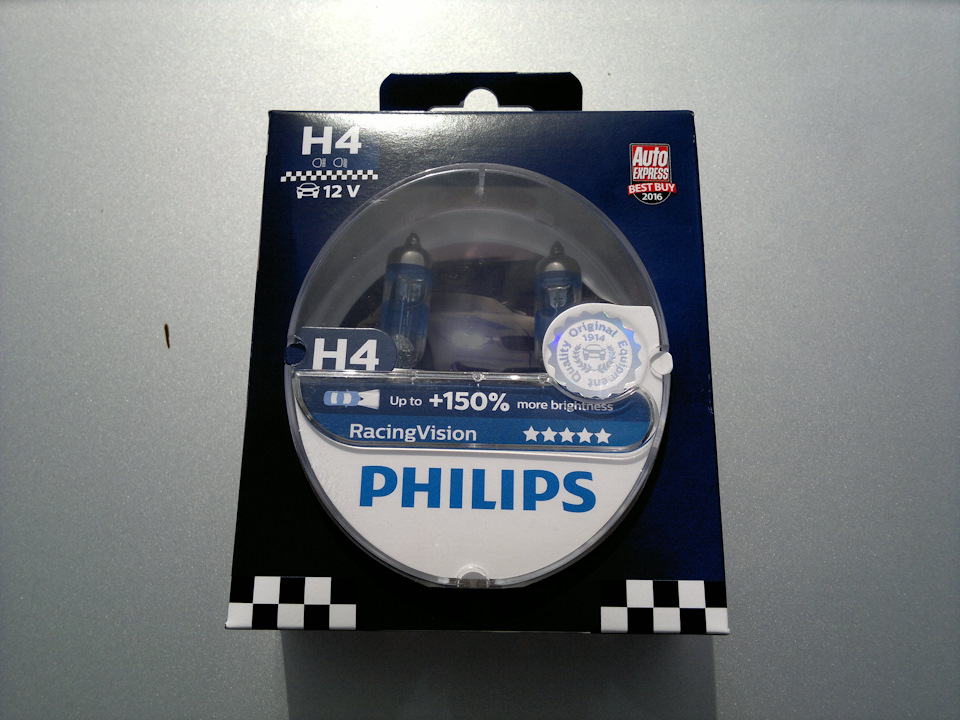 H4
12 V
Auto
EXPRESS
BEST BUY
2016
Quality Original Equipment
1914
H4
Up to +150% more brightness
RacingVision
PHILIPS